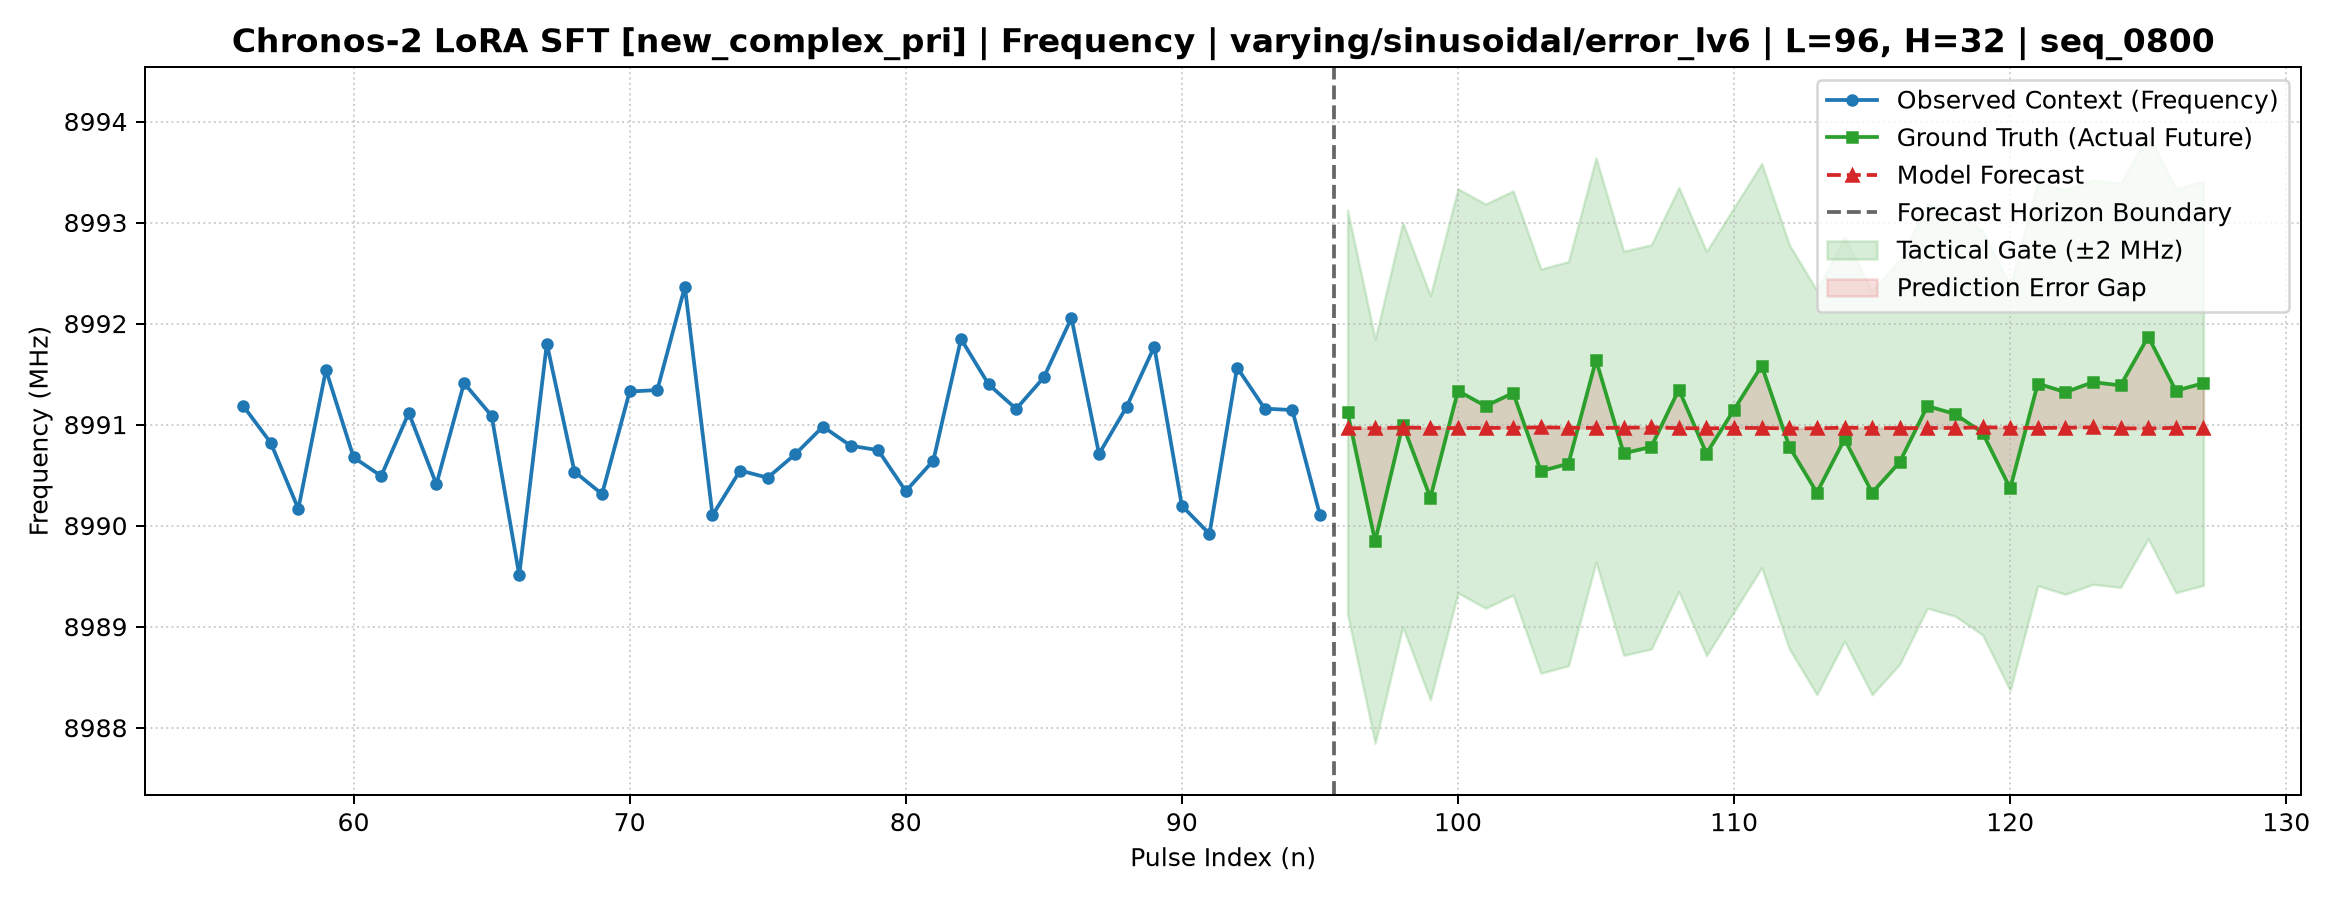 Chronos-2 LoRA SFT [new_complex_pri] | Frequency | varying/sinusoidal/error_lv6 | L=96, H=32 | seq_0800
Observed Context (Frequency)
Ground Truth (Actual Future)
Model Forecast
Forecast Horizon Boundary
Tactical Gate (±2 MHz)
Prediction Error Gap
Frequency (MHz)
8994
8993
8992
8991
8990
8989
8988
60 70 80 90 100 110 120 130
Pulse Index (n)